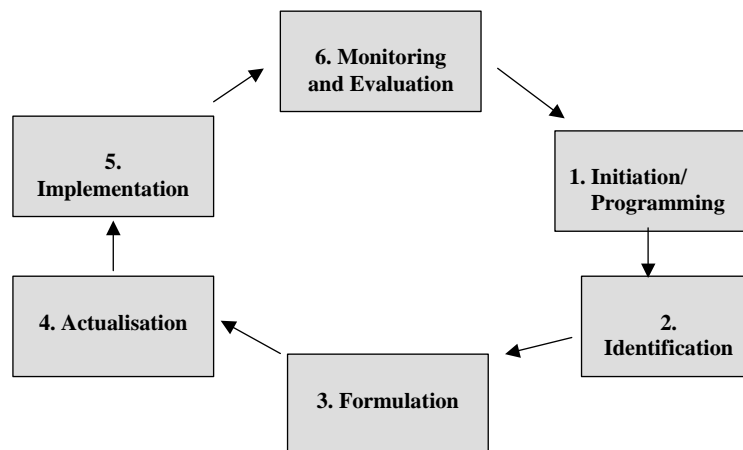 6. Monitoring
and Evaluation
1. Initiation/
Programming
2.
Identification
3. Formulation
4. Actualisation
5.
Implementation